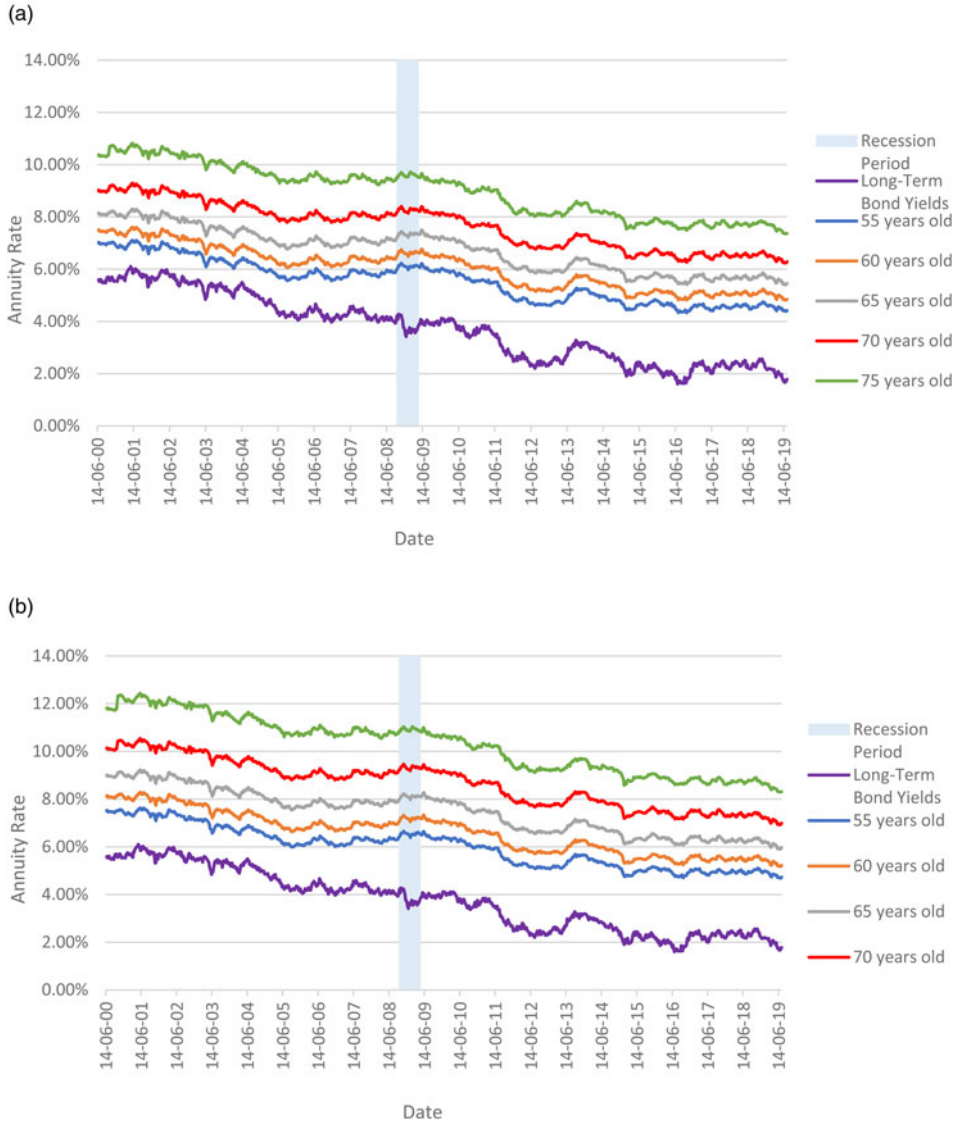 (a)
14.00%
12.00%
10.00%
8.00%
6.00%
4.00%
2.00%
0.00%
Annuity Rate
14-06-00
14-06-01
14-06-02
14-06-03
14-06-04
14-06-05
14-06-06
14-06-07
14-06-08
14-06-09
14-06-10
14-06-11
14-06-12
14-06-13
14-06-14
14-06-15
14-06-16
14-06-17
14-06-18
14-06-19
Date
Recession
Period
Long-Term
Bond Yields
55 years old
60 years old
65 years old
70 years old
75 years old
(b)
14.00%
12.00%
10.00%
8.00%
6.00%
4.00%
2.00%
0.00%
Annuity Rate
14-06-00
14-06-01
14-06-02
14-06-03
14-06-04
14-06-05
14-06-06
14-06-07
14-06-08
14-06-09
14-06-10
14-06-11
14-06-12
14-06-13
14-06-14
14-06-15
14-06-16
14-06-17
14-06-18
14-06-19
Date
Recession
Period
Long-Term
Bond Yields
55 years old
60 years old
65 years old
70 years old